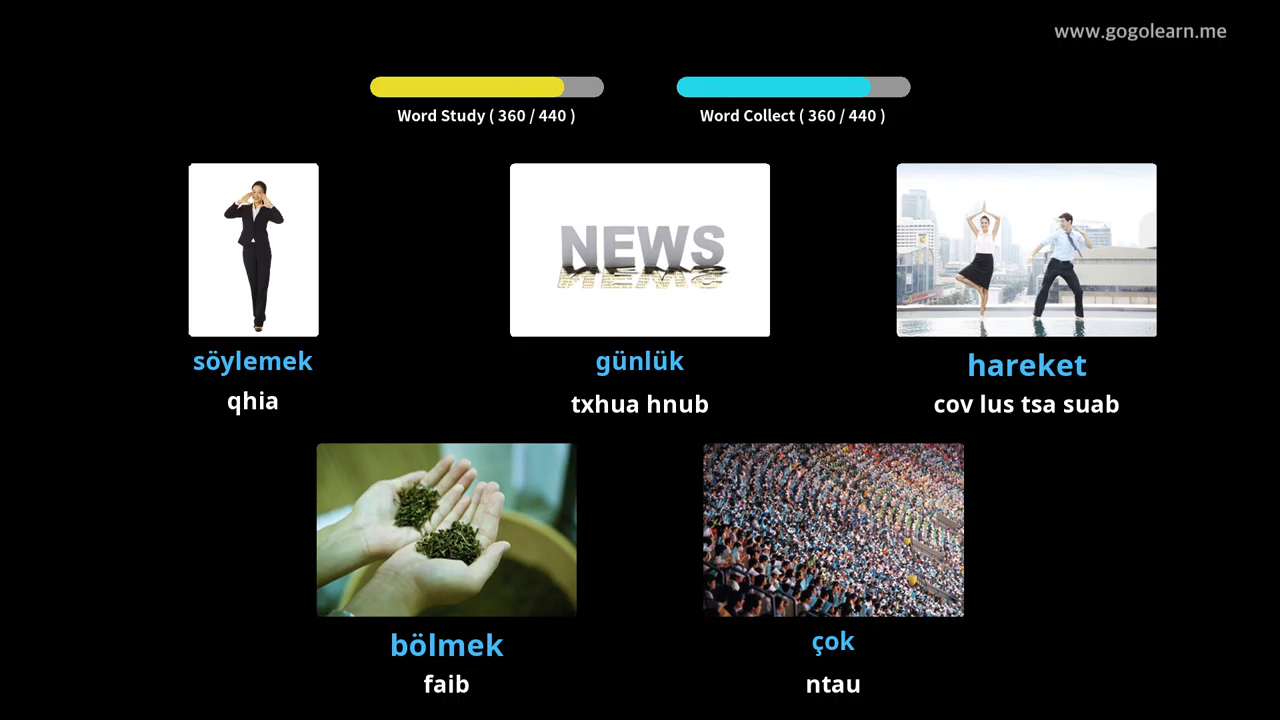 www.gogolearn.me
Word Study ( 360 / 440 )
Word Collect ( 360 / 440 )
NEWS
söylemek
qhia
günlük
txhua hnub
hareket
cov lus tsa suab
bölmek
faib
çok
ntau